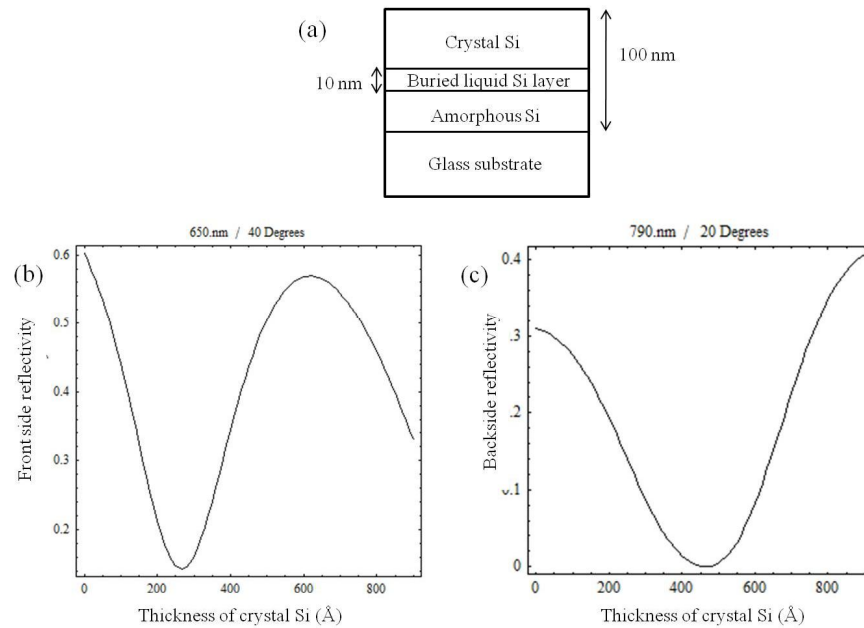 (a)
Crystal Si
100 nm
10 nm
Buried liquid Si layer
Amorphous Si
Glass substrate
(b)
650.nm / 40 Degrees
0.6
0.5
0.4
0.3
0.2
0 200 400 600 800
Front side reflectivity
Thickness of crystal Si (Å)
(c)
790.nm / 20 Degrees
0.4
.3
.2
.1
0
0 200 400 600 800
Backside reflectivity
Thickness of crystal Si (Å)